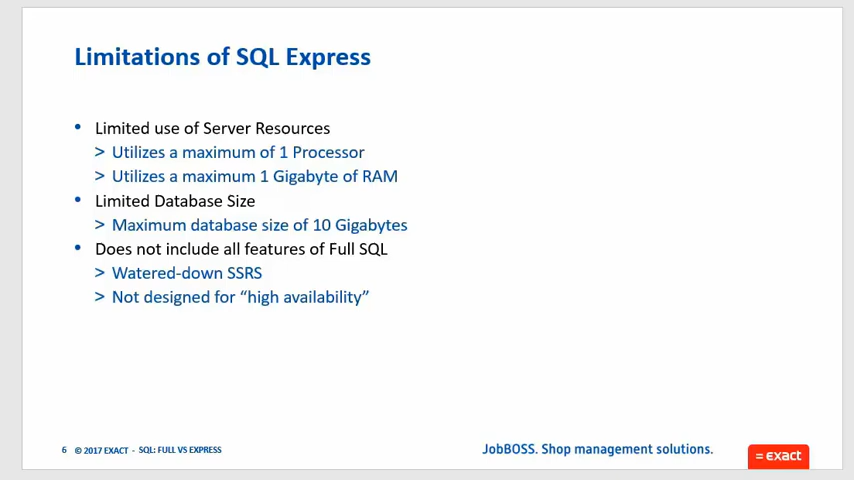 Limitations of SQL Express
• Limited use of Server Resources
> Utilizes a maximum of 1 Processor
> Utilizes a maximum 1 Gigabyte of RAM
• Limited Database Size
> Maximum database size of 10 Gigabytes
• Does not include all features of Full SQL
> Watered-down SSRS
> Not designed for “high availability”
6 © 2017 EXACT - SQL: FULL VS EXPRESS
JobBOSS. Shop management solutions.
= exact